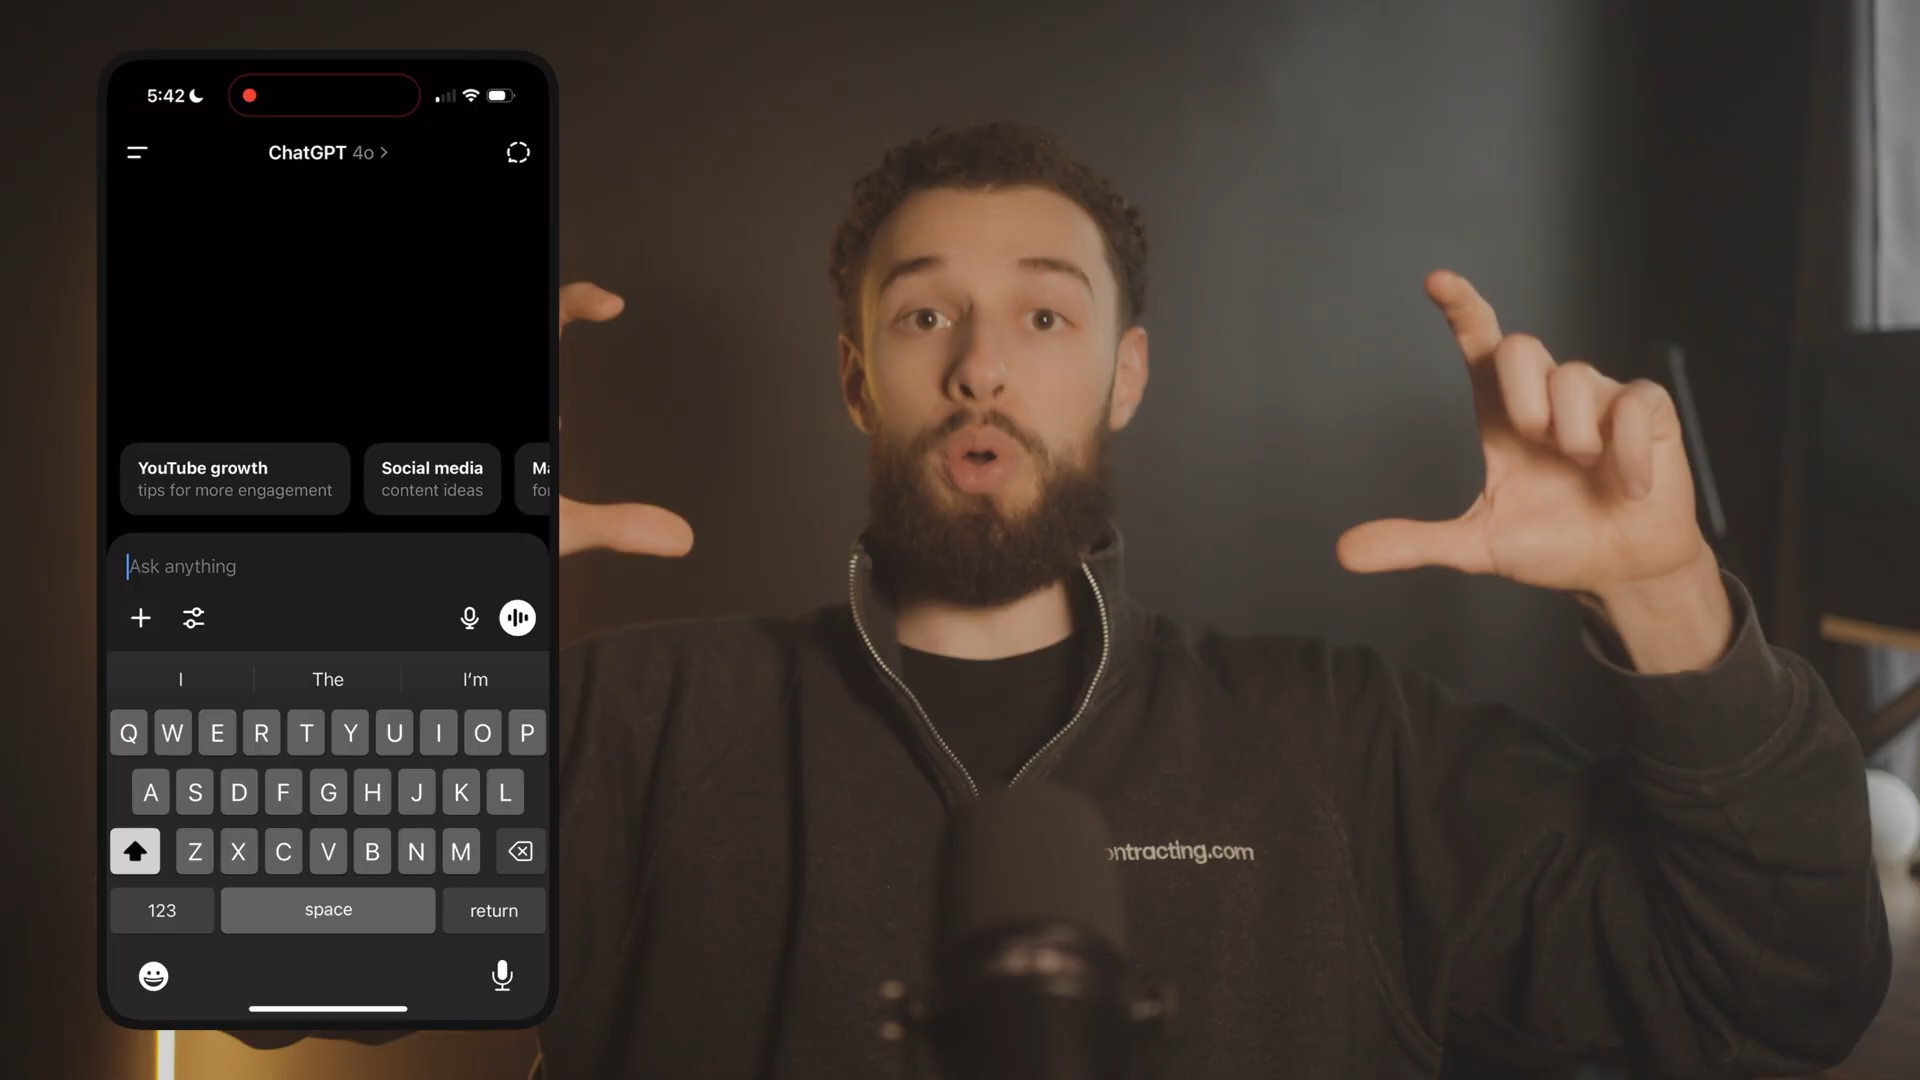 5:42
ChatGPT 4o >
YouTube growth
tips for more engagement
Social media
content ideas
Ask anything
I
The
I'm
Q W E R T Y U I O P
A S D F G H J K L
Z X C V B N M
123
space
return
ontracting.com